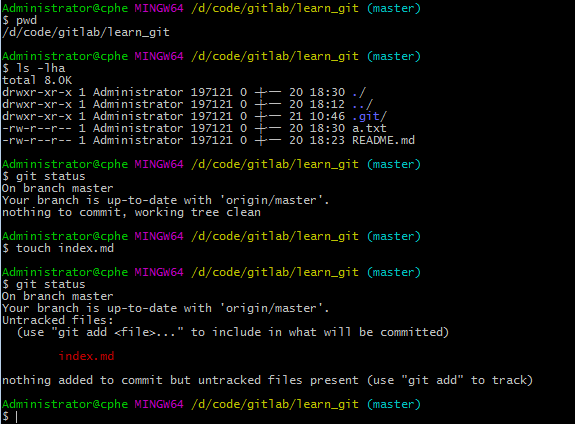 Administrator@cphe MINGW64 /d/code/gitlab/learn_git (master)
$ pwd
/d/code/gitlab/learn_git
Administrator@cphe MINGW64 /d/code/gitlab/learn_git (master)
$ ls -lha
total 8.0K
drwxr-xr-x 1 Administrator 197121 0 十一 20 18:30 ./
drwxr-xr-x 1 Administrator 197121 0 十一 20 18:12 ../
drwxr-xr-x 1 Administrator 197121 0 十一 21 10:46 .git/
-rw-r--r-- 1 Administrator 197121 0 十一 20 18:30 a.txt
-rw-r--r-- 1 Administrator 197121 0 十一 20 18:23 README.md
Administrator@cphe MINGW64 /d/code/gitlab/learn_git (master)
$ git status
On branch master
Your branch is up-to-date with 'origin/master'.
nothing to commit, working tree clean
Administrator@cphe MINGW64 /d/code/gitlab/learn_git (master)
$ touch index.md
Administrator@cphe MINGW64 /d/code/gitlab/learn_git (master)
$ git status
On branch master
Your branch is up-to-date with 'origin/master'.
Untracked files:
(use "git add <file>..." to include in what will be committed)
index.md
nothing added to commit but untracked files present (use "git add" to track)
Administrator@cphe MINGW64 /d/code/gitlab/learn_git (master)
$